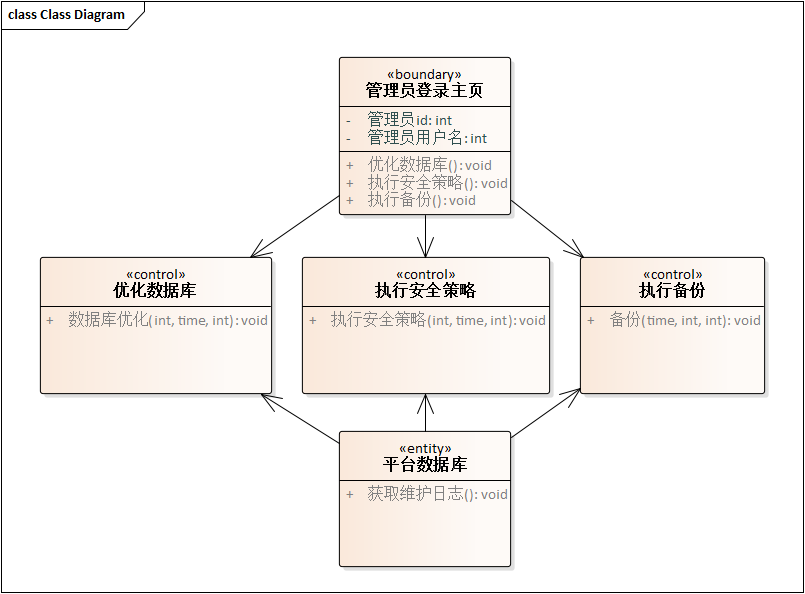 class Class Diagram
«boundary»
管理员登录主页
- 管理员id: int
- 管理员用户名: int
+ 优化数据库(): void
+ 执行安全策略(): void
+ 执行备份(): void
«control»
优化数据库
+ 数据库优化(int, time, int): void
«control»
执行安全策略
+ 执行安全策略(int, time, int): void
«control»
执行备份
+ 备份(time, int, int): void
«entity»
平台数据库
+ 获取维护日志(): void